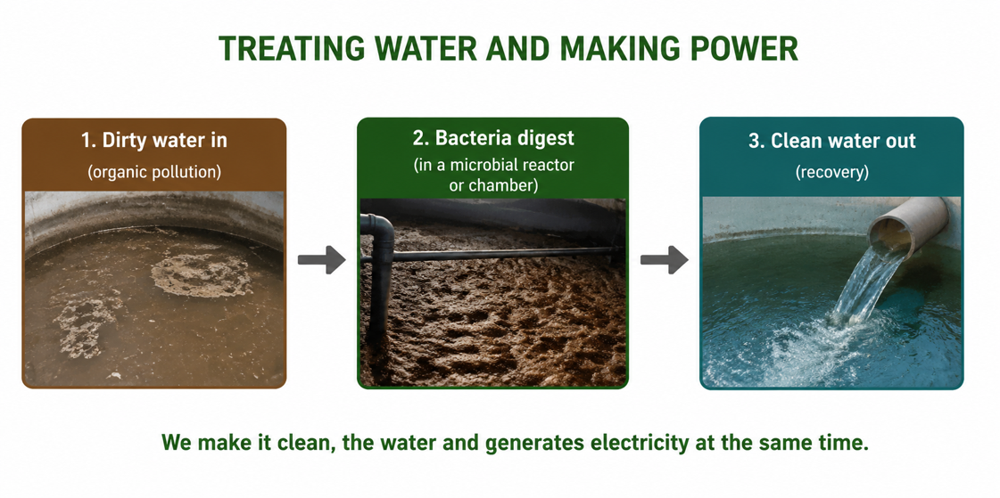 TREATING WATER AND MAKING POWER
1. Dirty water in
(organic pollution)
2. Bacteria digest
(in a microbial reactor
or chamber)
3. Clean water out
(recovery)
We make it clean, the water and generates electricity at the same time.